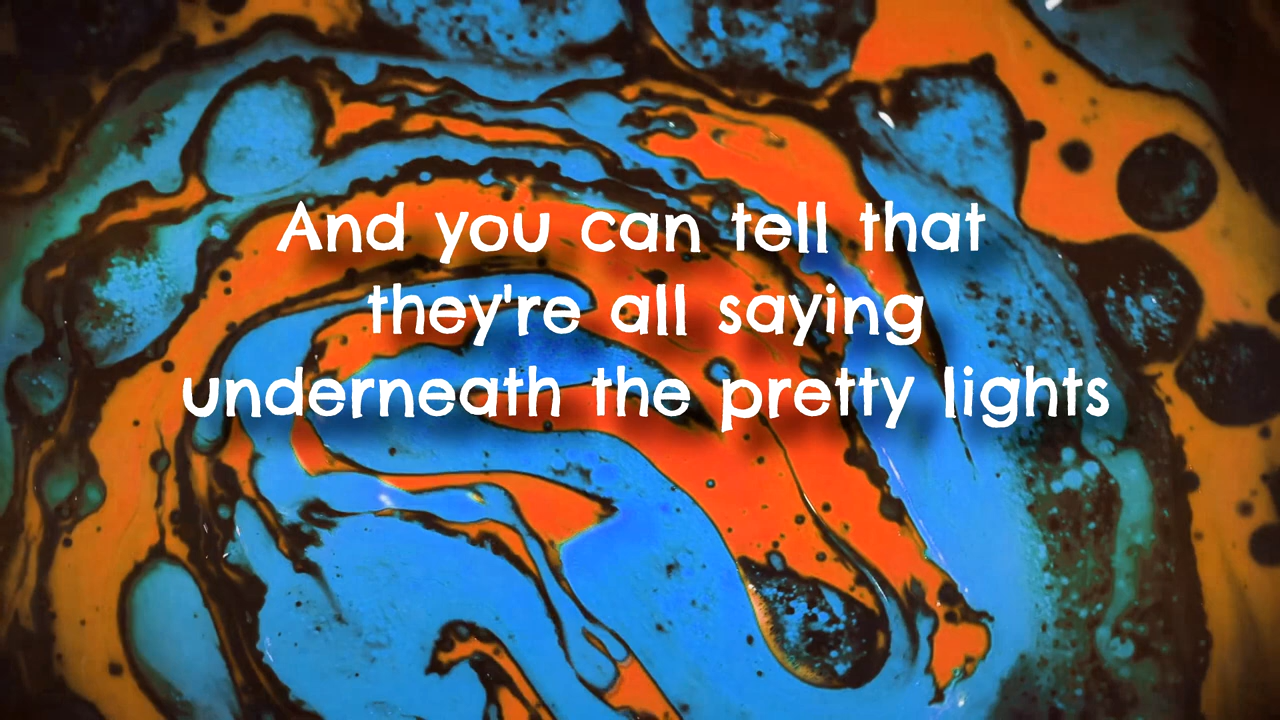 And you can tell that
they're all saying
underneath the pretty lights